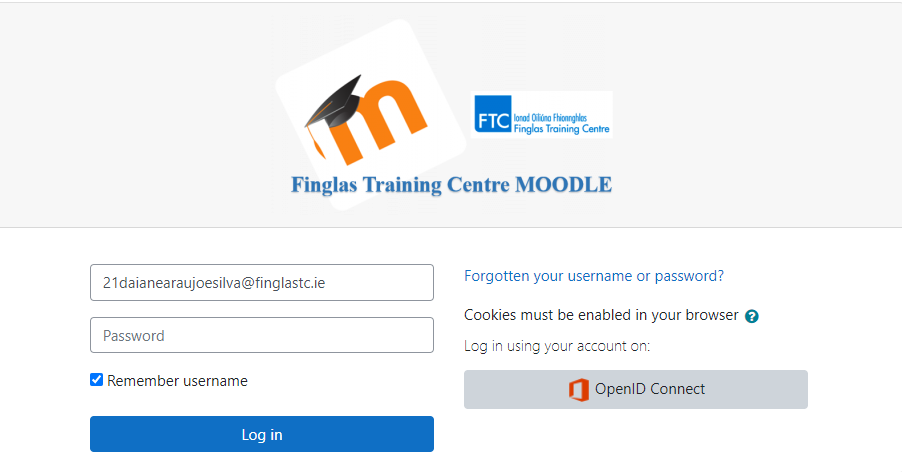 FTC
Ionad Oiliúna Fhionnghlas
Finglas Training Centre
Finglas Training Centre MOODLE
21daianearaujoesilva@finglastc.ie
Password
Remember username
Log in
Forgotten your username or password?
Cookies must be enabled in your browser
Log in using your account on:
OpenID Connect